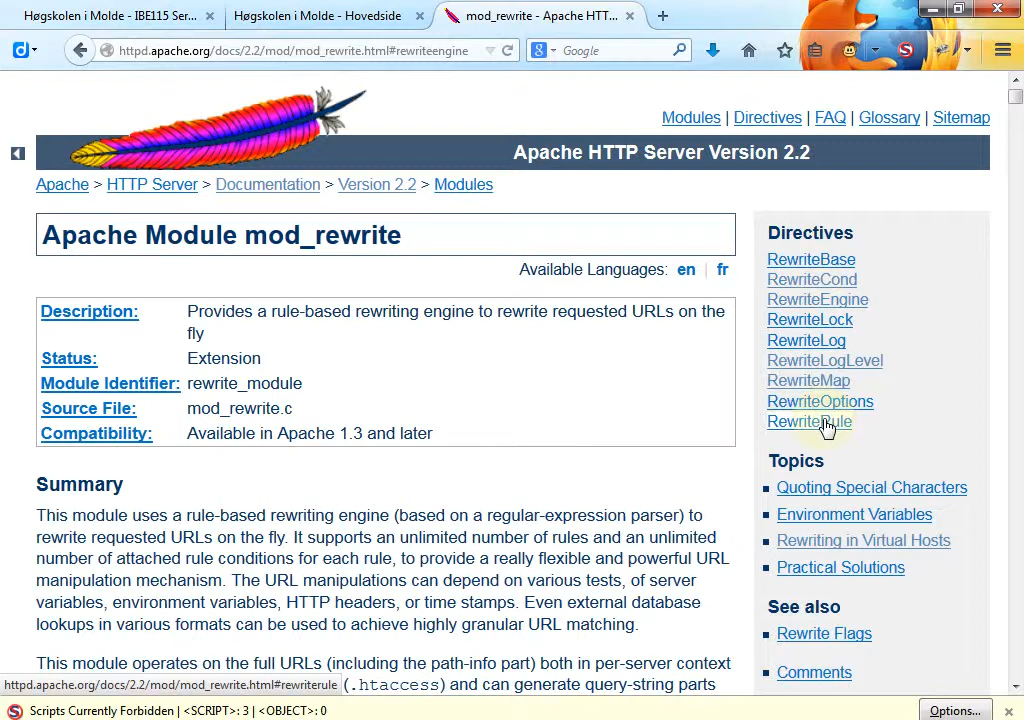 Høgskolen i Molde - IBE115 Ser...
Høgskolen i Molde - Hovedside
mod_rewrite - Apache HTT...
httpd.apache.org/docs/2.2/mod/mod_rewrite.html#rewriteengine
Google
Modules | Directives | FAQ | Glossary | Sitemap
Apache HTTP Server Version 2.2
Apache > HTTP Server > Documentation > Version 2.2 > Modules
Apache Module mod_rewrite
Available Languages: en | fr
Description: Provides a rule-based rewriting engine to rewrite requested URLs on the
fly
Status: Extension
Module Identifier: rewrite_module
Source File: mod_rewrite.c
Compatibility: Available in Apache 1.3 and later
Summary
This module uses a rule-based rewriting engine (based on a regular-expression parser) to
rewrite requested URLs on the fly. It supports an unlimited number of rules and an unlimited
number of attached rule conditions for each rule, to provide a really flexible and powerful URL
manipulation mechanism. The URL manipulations can depend on various tests, of server
variables, environment variables, HTTP headers, or time stamps. Even external database
lookups in various formats can be used to achieve highly granular URL matching.
This module operates on the full URLs (including the path-info part) both in per-server context
(.htaccess) and can generate query-string parts
Directives
RewriteBase
RewriteCond
RewriteEngine
RewriteLock
RewriteLog
RewriteLogLevel
RewriteMap
RewriteOptions
RewriteRule
Topics
Quoting Special Characters
Environment Variables
Rewriting in Virtual Hosts
Practical Solutions
See also
Rewrite Flags
Comments
httpd.apache.org/docs/2.2/mod/mod_rewrite.html#rewriterule
Scripts Currently Forbidden | <SCRIPT>: 3 | <OBJECT>: 0
Options...